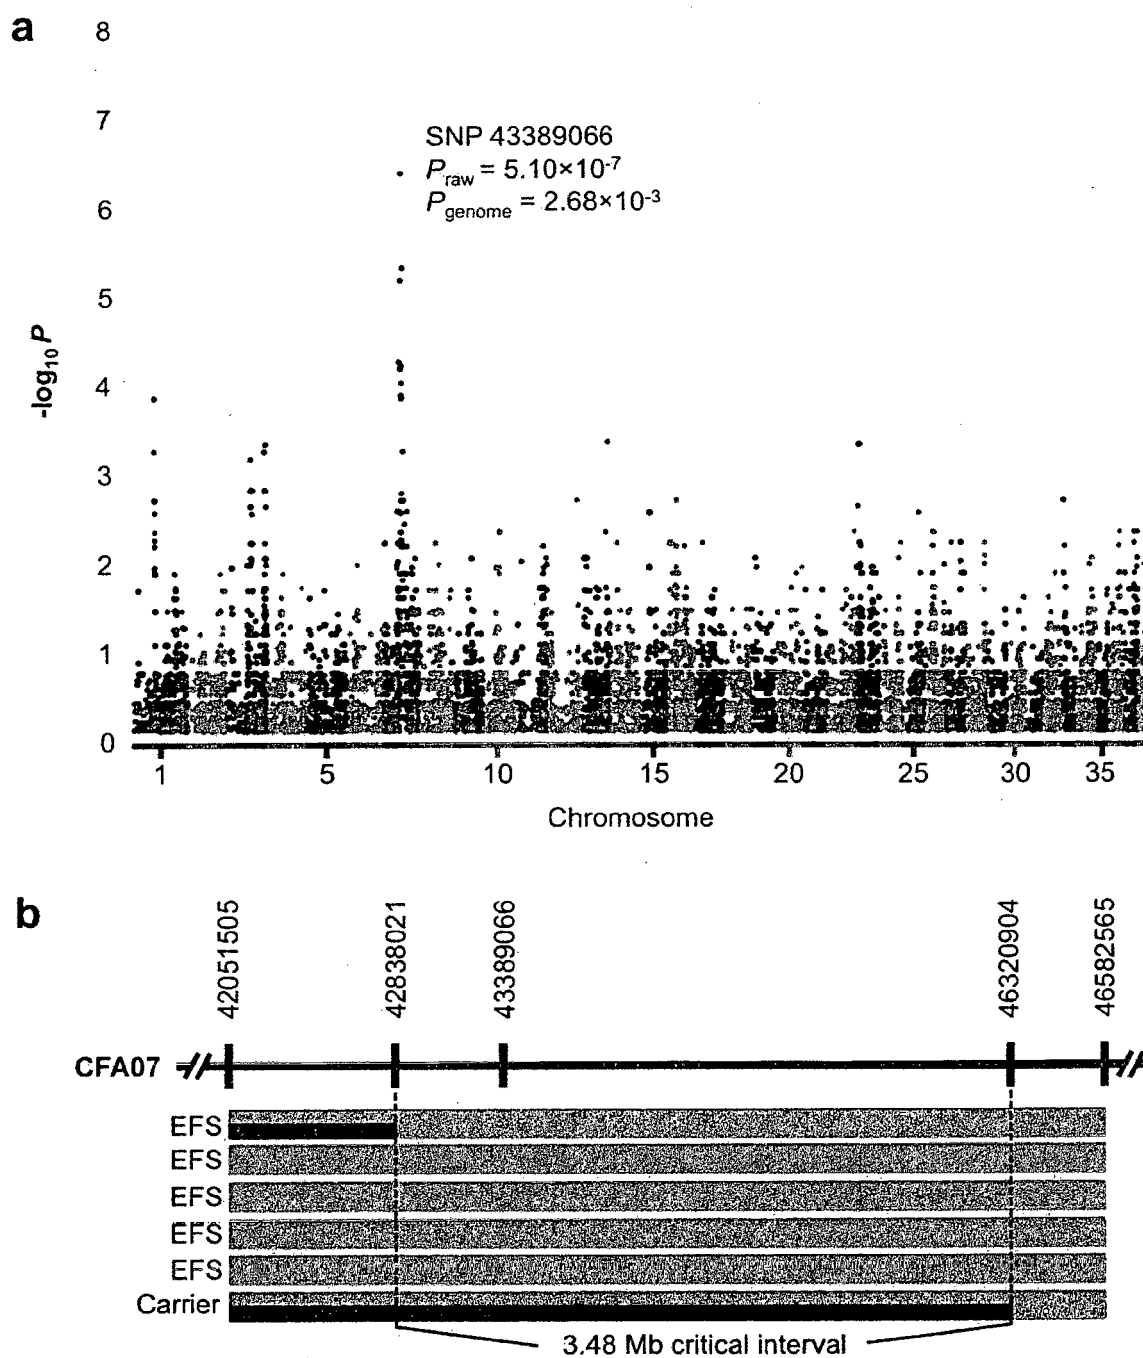 a
8
7
SNP 43389066
Praw = 5.10×10-7
Pgenome = 2.68×10-3
6
5
-log10 P
4
3
2
1
0
1 5 10 15 20 25 30 35
Chromosome
b
42051505 42838021 43389066 46320904 46582565
CFA07
EFS
EFS
EFS
EFS
EFS
Carrier
3.48 Mb critical interval